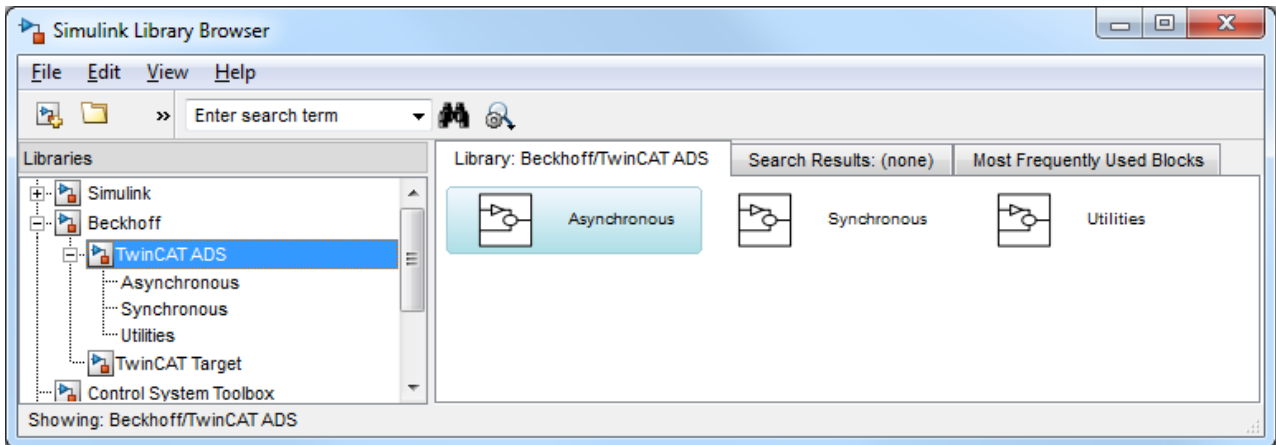 Simulink Library Browser
File Edit View Help
» Enter search term
Libraries
Simulink
Beckhoff
TwinCAT ADS
Asynchronous
Synchronous
Utilities
TwinCAT Target
Control System Toolbox
Library: Beckhoff/TwinCAT ADS Search Results: (none) Most Frequently Used Blocks
Asynchronous Synchronous Utilities
Showing: Beckhoff/TwinCAT ADS